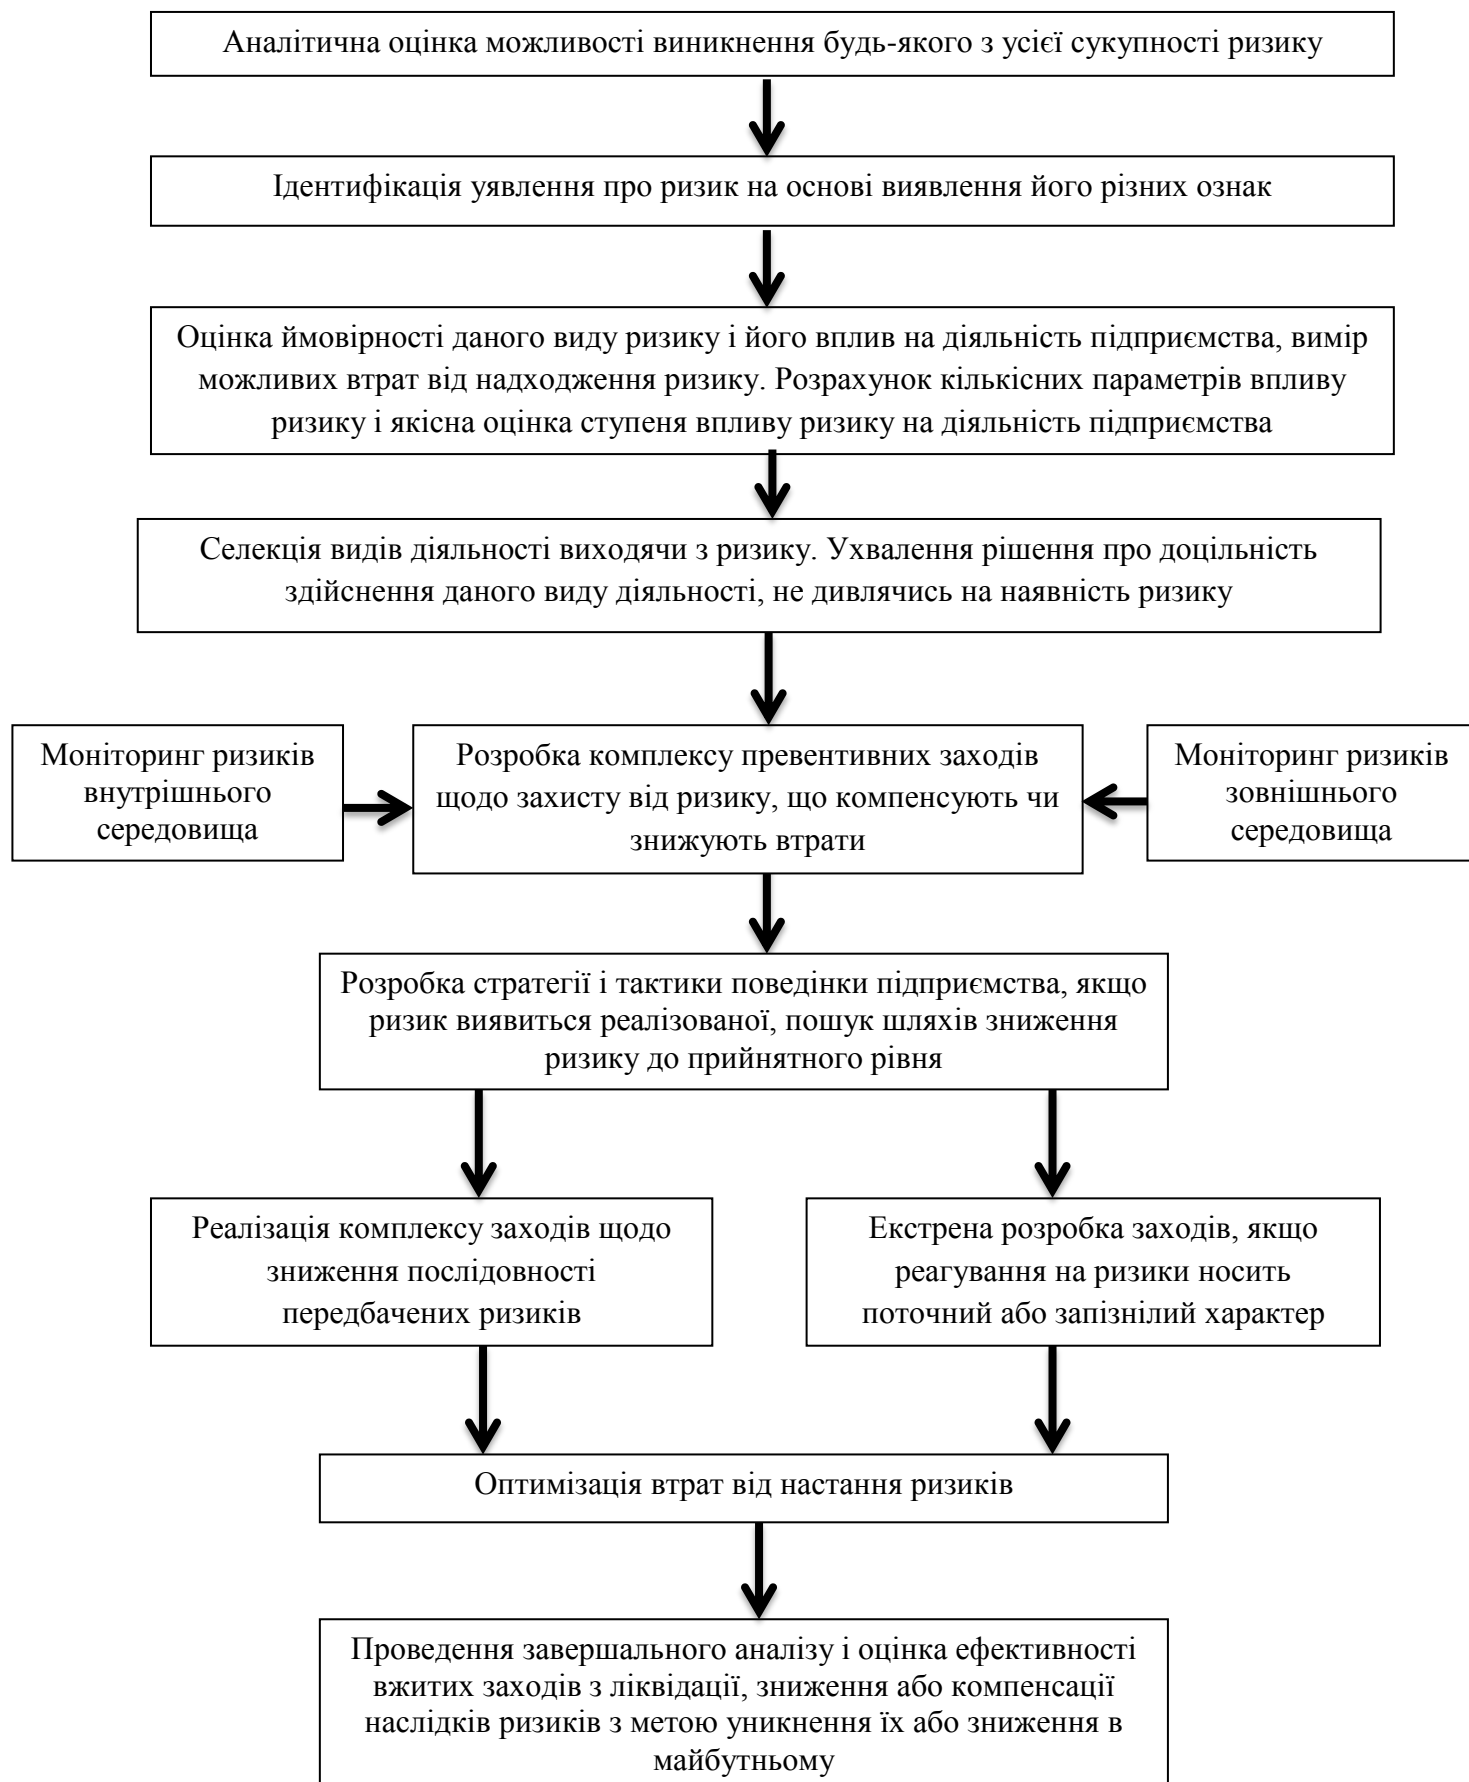 Аналітична оцінка можливості виникнення будь-якого з усієї сукупності ризику
Ідентифікація уявлення про ризик на основі виявлення його різних ознак
Оцінка ймовірності даного виду ризику і його вплив на діяльність підприємства, вимір
можливих втрат від надходження ризику. Розрахунок кількісних параметрів впливу
ризику і якісна оцінка ступеня впливу ризику на діяльність підприємства
Селекція видів діяльності виходячи з ризику. Ухвалення рішення про доцільність
здійснення даного виду діяльності, не дивлячись на наявність ризику
Моніторинг ризиків
внутрішнього
середовища
Розробка комплексу превентивних заходів
щодо захисту від ризику, що компенсують чи
знижують втрати
Моніторинг ризиків
зовнішнього
середовища
Розробка стратегії і тактики поведінки підприємства, якщо
ризик виявиться реалізованої, пошук шляхів зниження
ризику до прийнятного рівня
Реалізація комплексу заходів щодо
зниження послідовності
передбачених ризиків
Екстрена розробка заходів, якщо
реагування на ризики носить
поточний або запізнілий характер
Оптимізація втрат від настання ризиків
Проведення завершального аналізу і оцінка ефективності
вжитих заходів з ліквідації, зниження або компенсації
наслідків ризиків з метою уникнення їх або зниження в
майбутньому